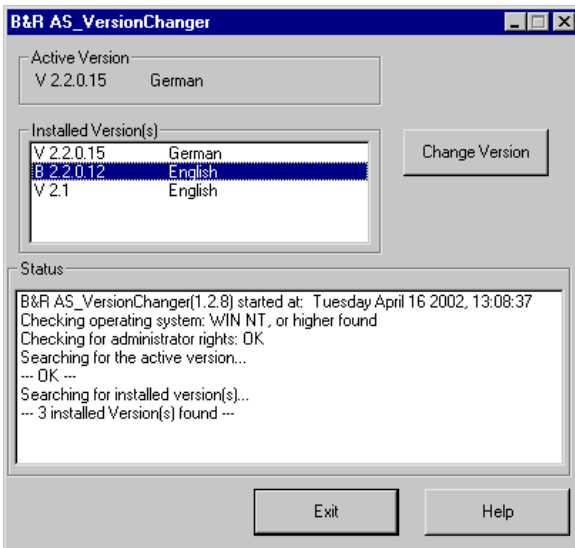 B&R AS_VersionChanger
Active Version
V 2.2.0.15 German
Installed Version(s)
V 2.2.0.15 German
B 2.2.0.12 English
V 2.1 English
Change Version
Status
B&R AS_VersionChanger(1.2.8) started at: Tuesday April 16 2002, 13:08:37
Checking operating system: WIN NT, or higher found
Checking for administrator rights: OK
Searching for the active version...
--- OK ---
Searching for installed version(s)...
--- 3 installed Version(s) found ---
Exit Help